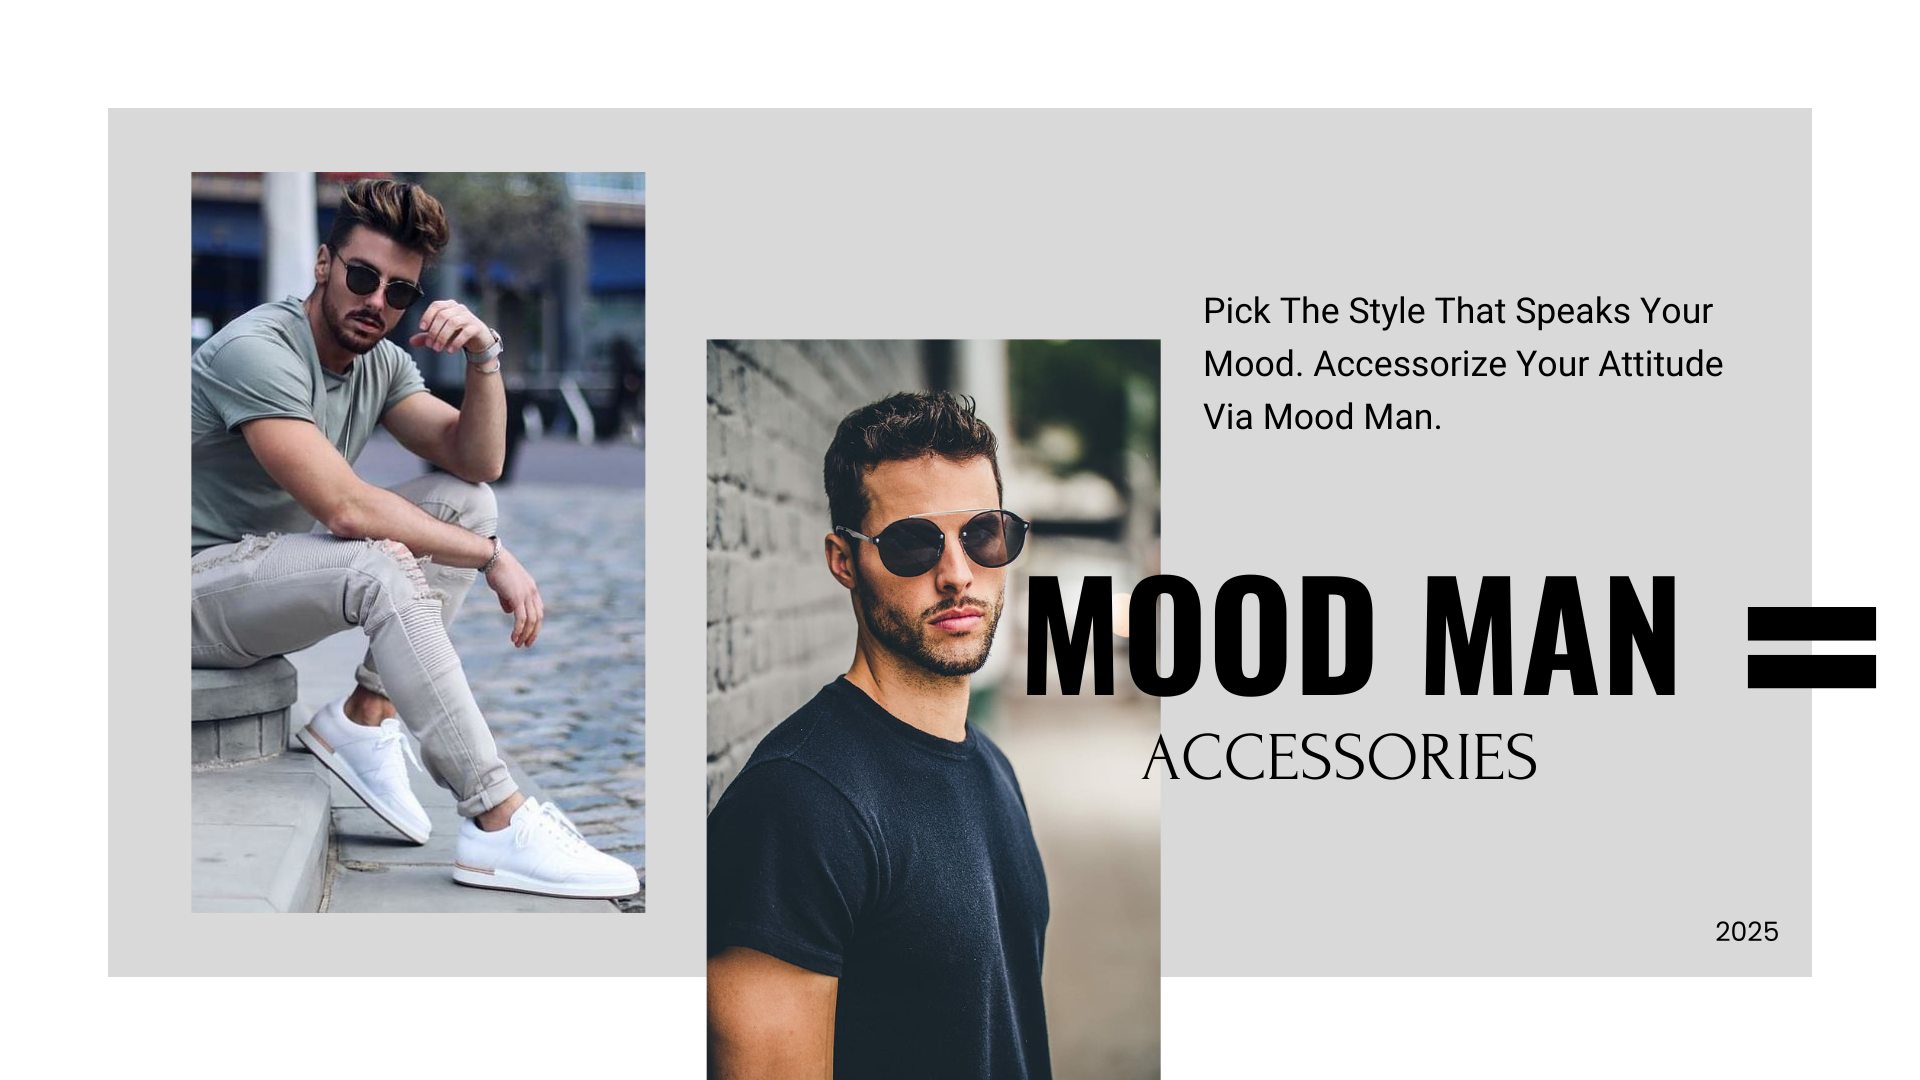 Pick The Style That Speaks Your
Mood. Accessorize Your Attitude
Via Mood Man.
MOOD MAN
ACCESSORIES
2025